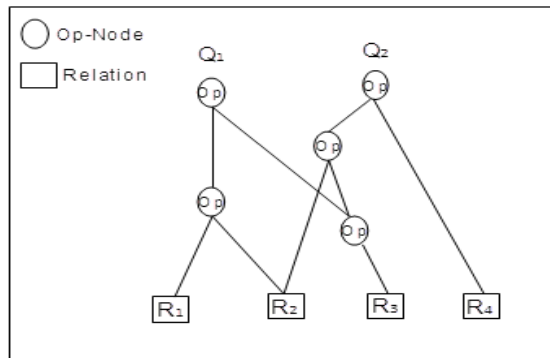 Op-Node
Relation
Q₁ Q₂
Op
Op
Op
Op
Op
R₁ R₂ R₃ R₄